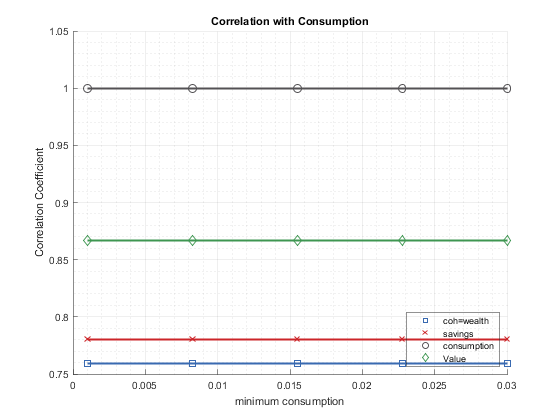 Correlation with Consumption
1.05
1
0.95
0.9
0.85
0.8
0.75
Correlation Coefficient
0
0.005
0.01
0.015
0.02
0.025
0.03
minimum consumption
coh=wealth
savings
consumption
Value